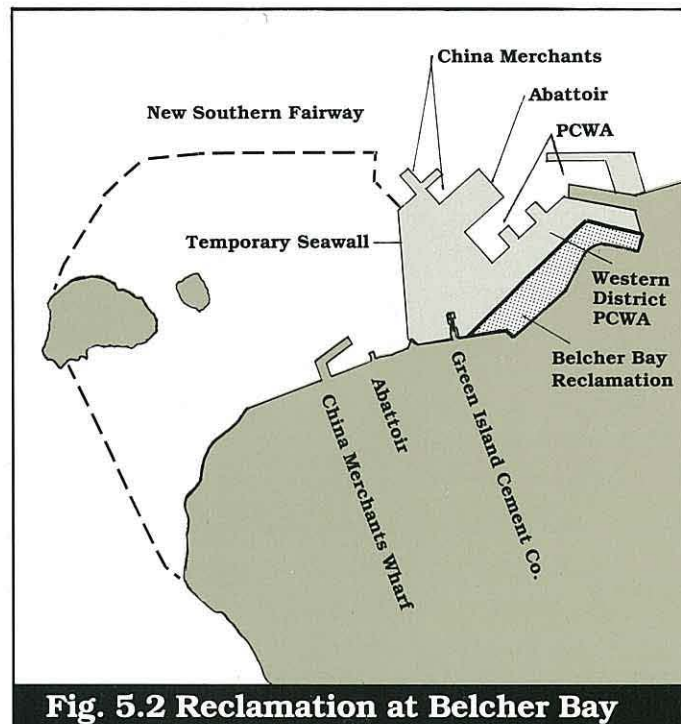 China Merchants
Abattoir
New Southern Fairway
PCWA
Temporary Seawall
Western
District
PCWA
Belcher Bay
Reclamation
Green Island Cement Co.
Abattoir
China Merchants Wharf
Fig. 5.2 Reclamation at Belcher Bay